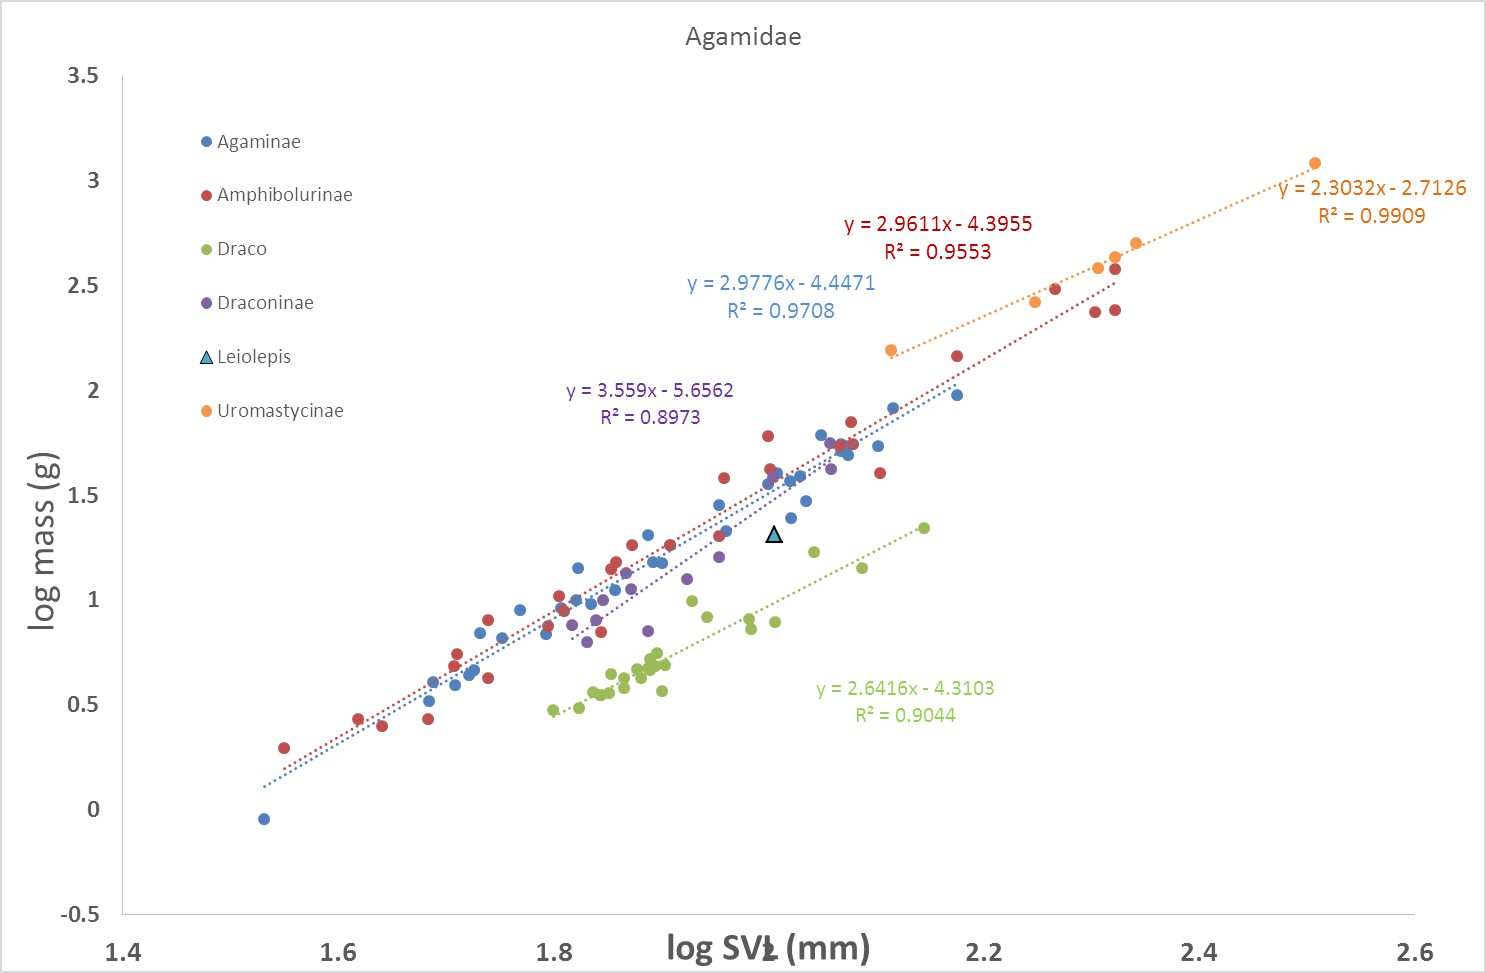 Agamidae
3.5
3
2.5
2
1.5
1
0.5
0
-0.5
log mass (g)
Agaminae
Amphibolurinae
Draco
Draconinae
Leiolepis
Uromastycinae
y = 2.3032x - 2.7126
R² = 0.9909
y = 2.9611x - 4.3955
R² = 0.9553
y = 2.9776x - 4.4471
R² = 0.9708
y = 3.559x - 5.6562
R² = 0.8973
y = 2.6416x - 4.3103
R² = 0.9044
1.4 1.6 1.8 2 2.2 2.4 2.6
log SVL (mm)